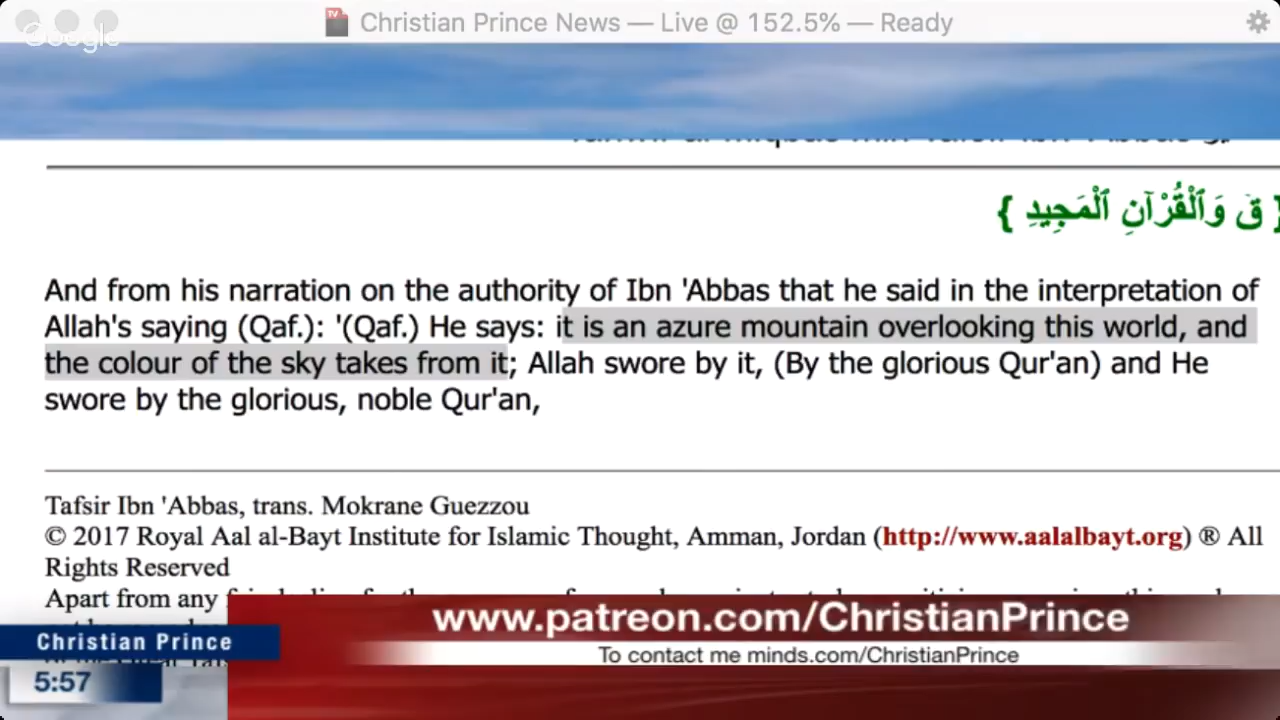 Christian Prince News — Live @ 152.5% — Ready
Google
TV
{ قۤ وَٱلْقُرْآنِ ٱلْمَجِيدِ }
And from his narration on the authority of Ibn 'Abbas that he said in the interpretation of
Allah's saying (Qaf.): '(Qaf.) He says: it is an azure mountain overlooking this world, and
the colour of the sky takes from it; Allah swore by it, (By the glorious Qur'an) and He
swore by the glorious, noble Qur'an,
Tafsir Ibn 'Abbas, trans. Mokrane Guezzou
© 2017 Royal Aal al-Bayt Institute for Islamic Thought, Amman, Jordan (http://www.aalalbayt.org) ® All
Rights Reserved
Apart from any
www.patreon.com/ChristianPrince
Christian Prince
To contact me minds.com/ChristianPrince
5:57